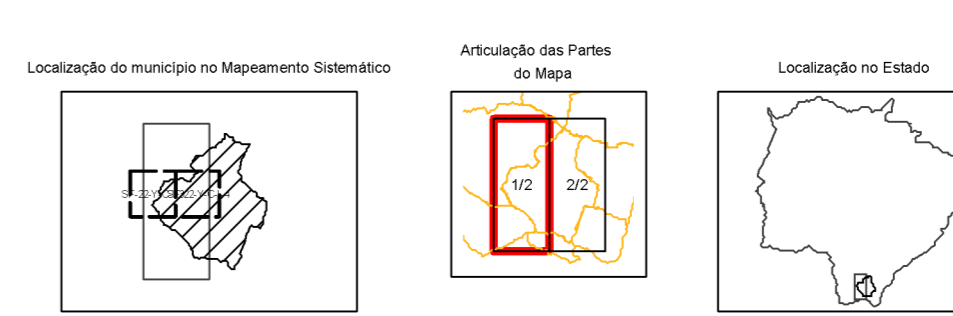 Localização do município no Mapeamento Sistemático
Articulação das Partes
do Mapa
Localização no Estado
1/2
2/2